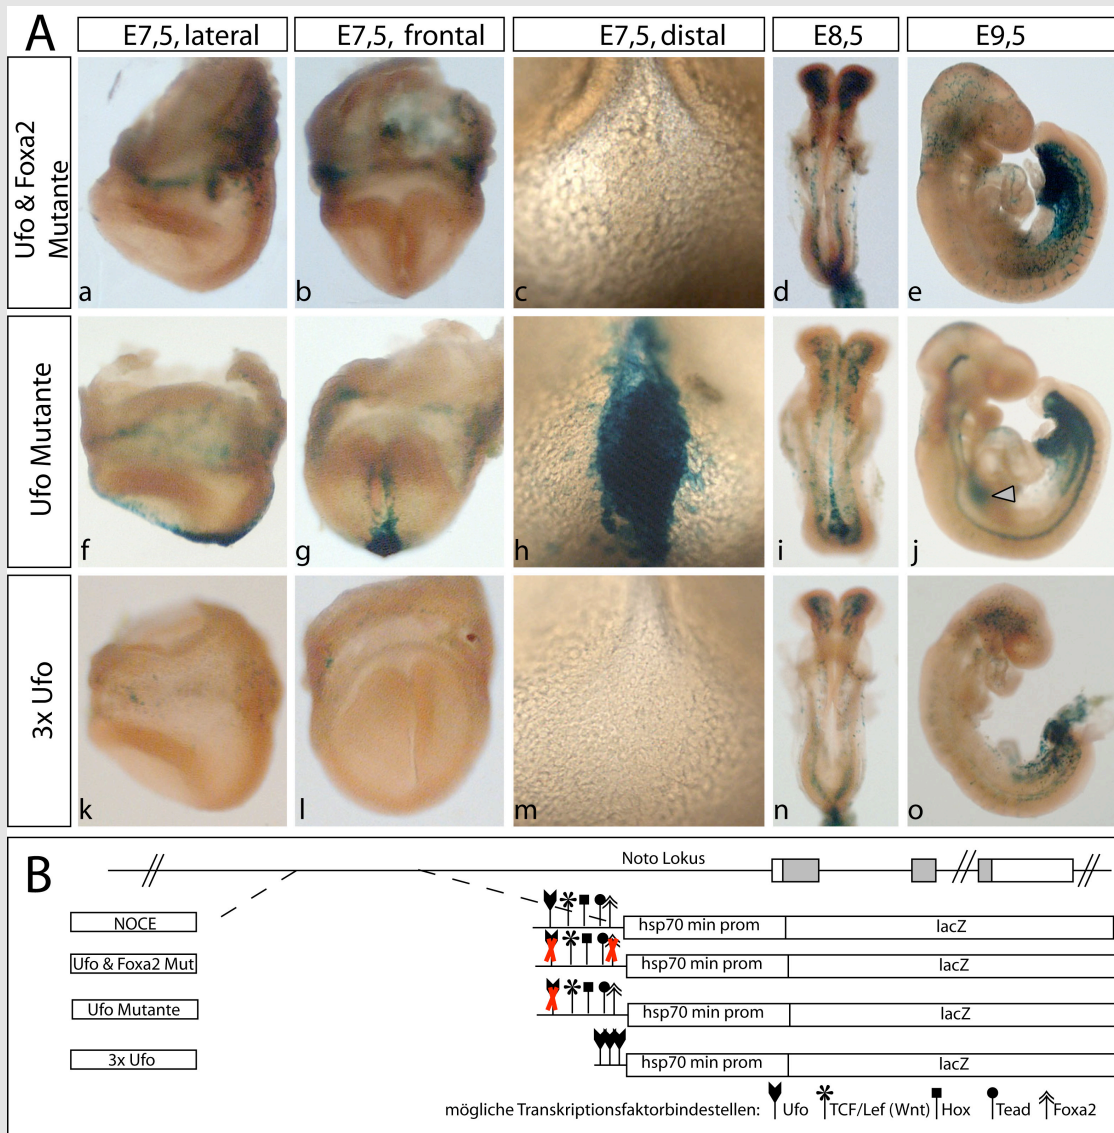 A
E7,5, lateral
E7,5, frontal
E7,5, distal
E8,5
E9,5
Ufo & Foxa2
Mutante
a
b
c
d
e
Ufo Mutante
f
g
h
i
j
3x Ufo
k
l
m
n
o
B
Noto Lokus
NOCE
hsp70 min prom
lacZ
Ufo & Foxa2 Mut
hsp70 min prom
lacZ
Ufo Mutante
hsp70 min prom
lacZ
3x Ufo
hsp70 min prom
lacZ
mögliche Transkriptionsfaktorbindestellen: Ufo TCF/Lef (Wnt) Hox Tead Foxa2